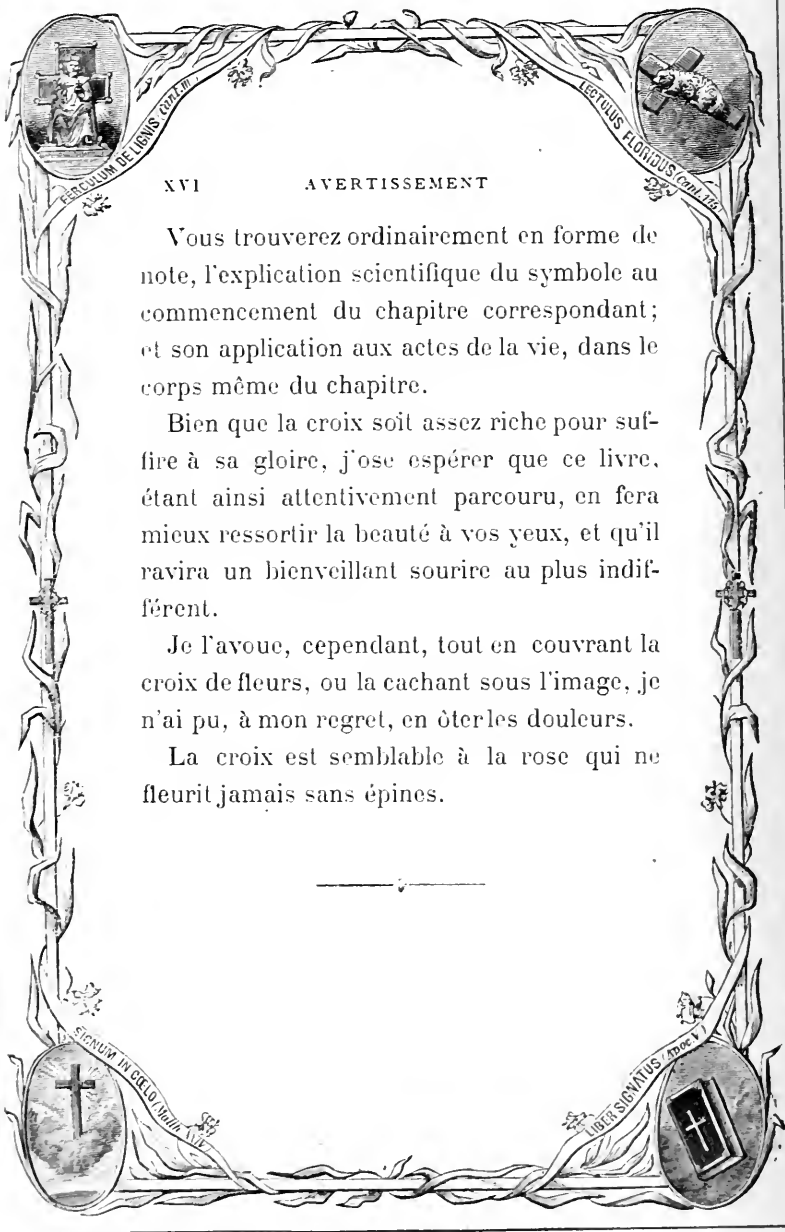 FERCULUM DE LIGNIS, Cant. III.
LECTULUS FLORIDUS (Cant.
XVI AVERTISSEMENT
Vous trouverez ordinairement en forme de
note, l'explication scientifique du symbole au
commencement du chapitre correspondant;
et son application aux actes de la vie, dans le
corps même du chapitre.
Bien que la croix soit assez riche pour suf-
fire à sa gloire, j'ose espérer que ce livre,
étant ainsi attentivement parcouru, en fera
mieux ressortir la beauté à vos yeux, et qu'il
ravira un bienveillant sourire au plus indif-
férent.
Je l'avoue, cependant, tout en couvrant la
croix de fleurs, ou la cachant sous l'image, je
n'ai pu, à mon regret, en ôter les douleurs.
La croix est semblable à la rose qui ne
fleurit jamais sans épines.
SIGNUM IN CŒLO (Matth. XXIV
LIBER SIGNATUS (Apoc. V)